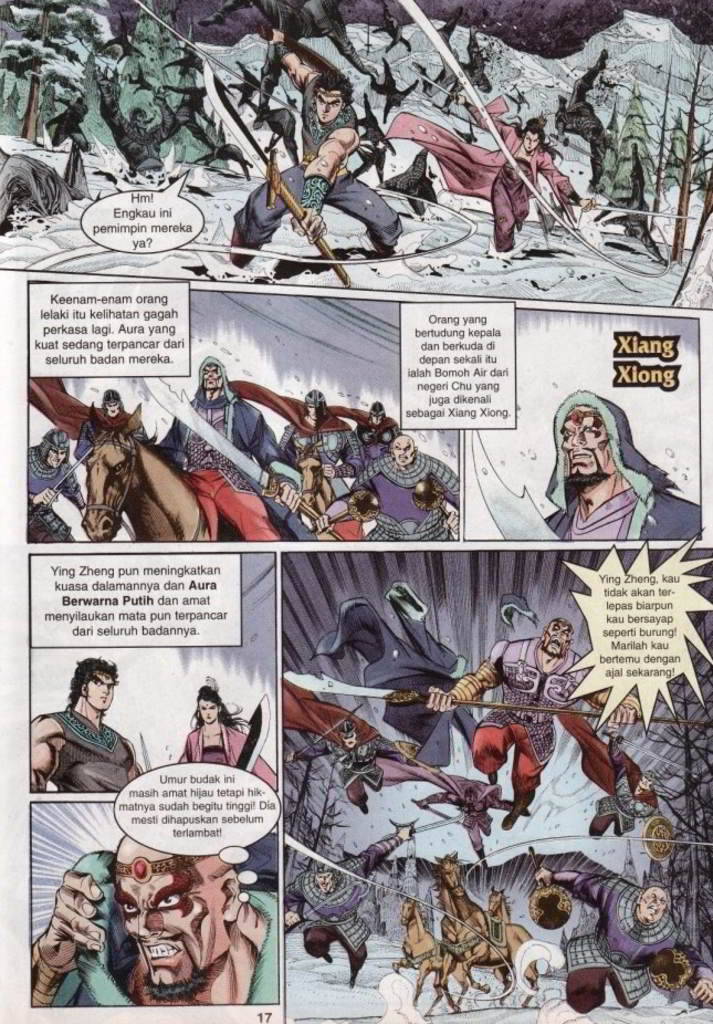 Hm!
Engkau ini
pemimpin mereka
ya?
Keenam-enam orang
lelaki itu kelihatan gagah
perkasa lagi. Aura yang
kuat sedang terpancar dari
seluruh badan mereka.
Orang yang
bertudung kepala
dan berkuda di
depan sekali itu
ialah Bomoh Air dari
negeri Chu yang
juga dikenali
sebagai Xiang Xiong.
Xiang
Xiong
Ying Zheng pun meningkatkan
kuasa dalamannya dan Aura
Berwarna Putih dan amat
menyilaukan mata pun terpancar
dari seluruh badannya.
Ying Zheng, kau
tidak akan ter-
lepas biarpun
kau bersayap
seperti burung!
Marilah kau
bertemu dengan
ajal sekarang!
Umur budak ini
masih amat hijau tetapi hik-
matnya sudah begitu tinggi! Dia
mesti dihapuskan sebelum
terlambat!
17